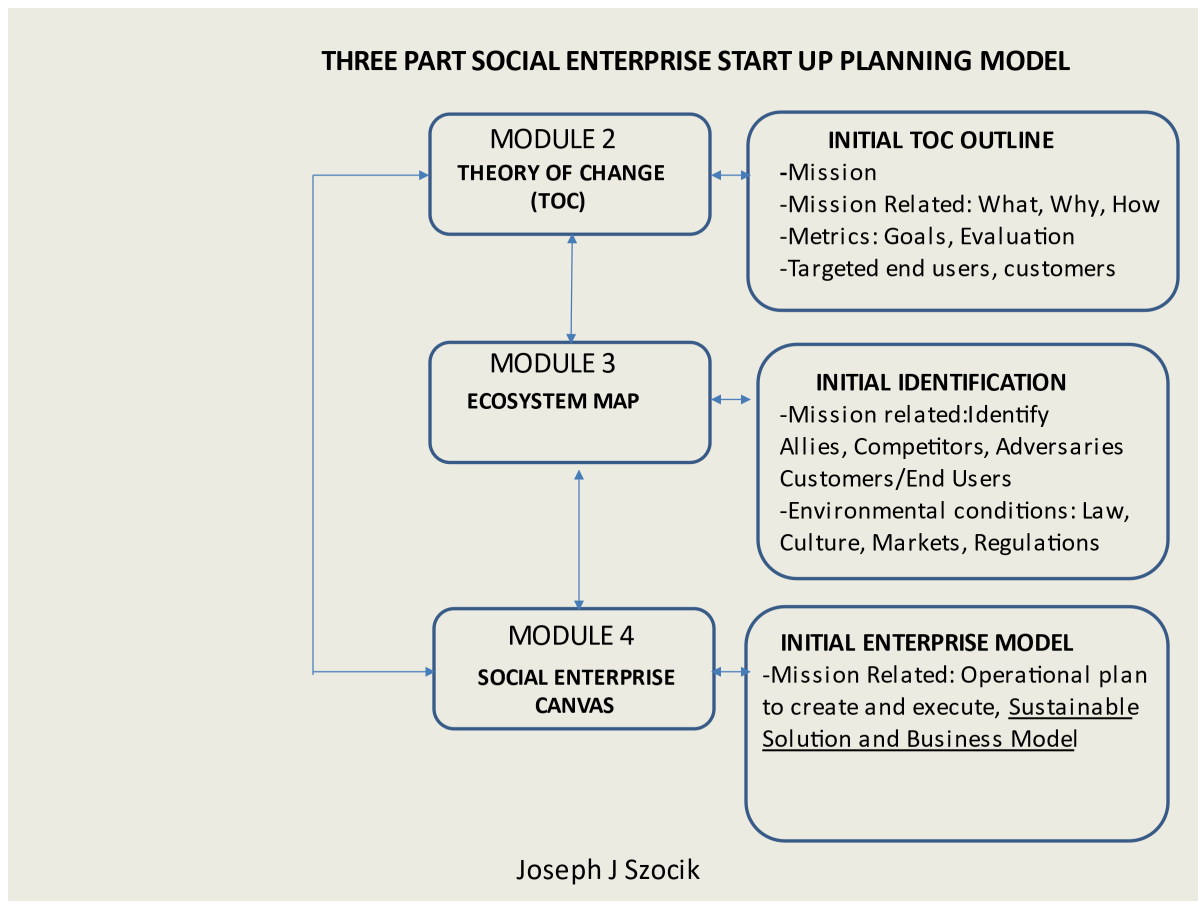 THREE PART SOCIAL ENTERPRISE START UP PLANNING MODEL
MODULE 2
THEORY OF CHANGE
(TOC)
INITIAL TOC OUTLINE
-Mission
-Mission Related: What, Why, How
-Metrics: Goals, Evaluation
-Targeted end users, customers
MODULE 3
ECOSYSTEM MAP
INITIAL IDENTIFICATION
-Mission related:Identify
Allies, Competitors, Adversaries
Customers/End Users
-Environmental conditions: Law,
Culture, Markets, Regulations
MODULE 4
SOCIAL ENTERPRISE
CANVAS
INITIAL ENTERPRISE MODEL
-Mission Related: Operational plan
to create and execute, Sustainable
Solution and Business Model
Joseph J Szocik